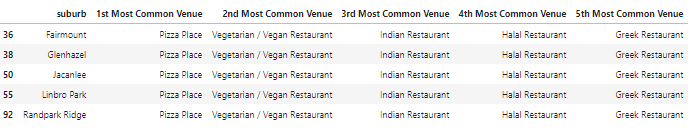 suburb 1st Most Common Venue 2nd Most Common Venue 3rd Most Common Venue 4th Most Common Venue 5th Most Common Venue
36 Fairmount Pizza Place Vegetarian / Vegan Restaurant Indian Restaurant Halal Restaurant Greek Restaurant
38 Glenhazel Pizza Place Vegetarian / Vegan Restaurant Indian Restaurant Halal Restaurant Greek Restaurant
50 Jacanlee Pizza Place Vegetarian / Vegan Restaurant Indian Restaurant Halal Restaurant Greek Restaurant
55 Linbro Park Pizza Place Vegetarian / Vegan Restaurant Indian Restaurant Halal Restaurant Greek Restaurant
92 Randpark Ridge Pizza Place Vegetarian / Vegan Restaurant Indian Restaurant Halal Restaurant Greek Restaurant